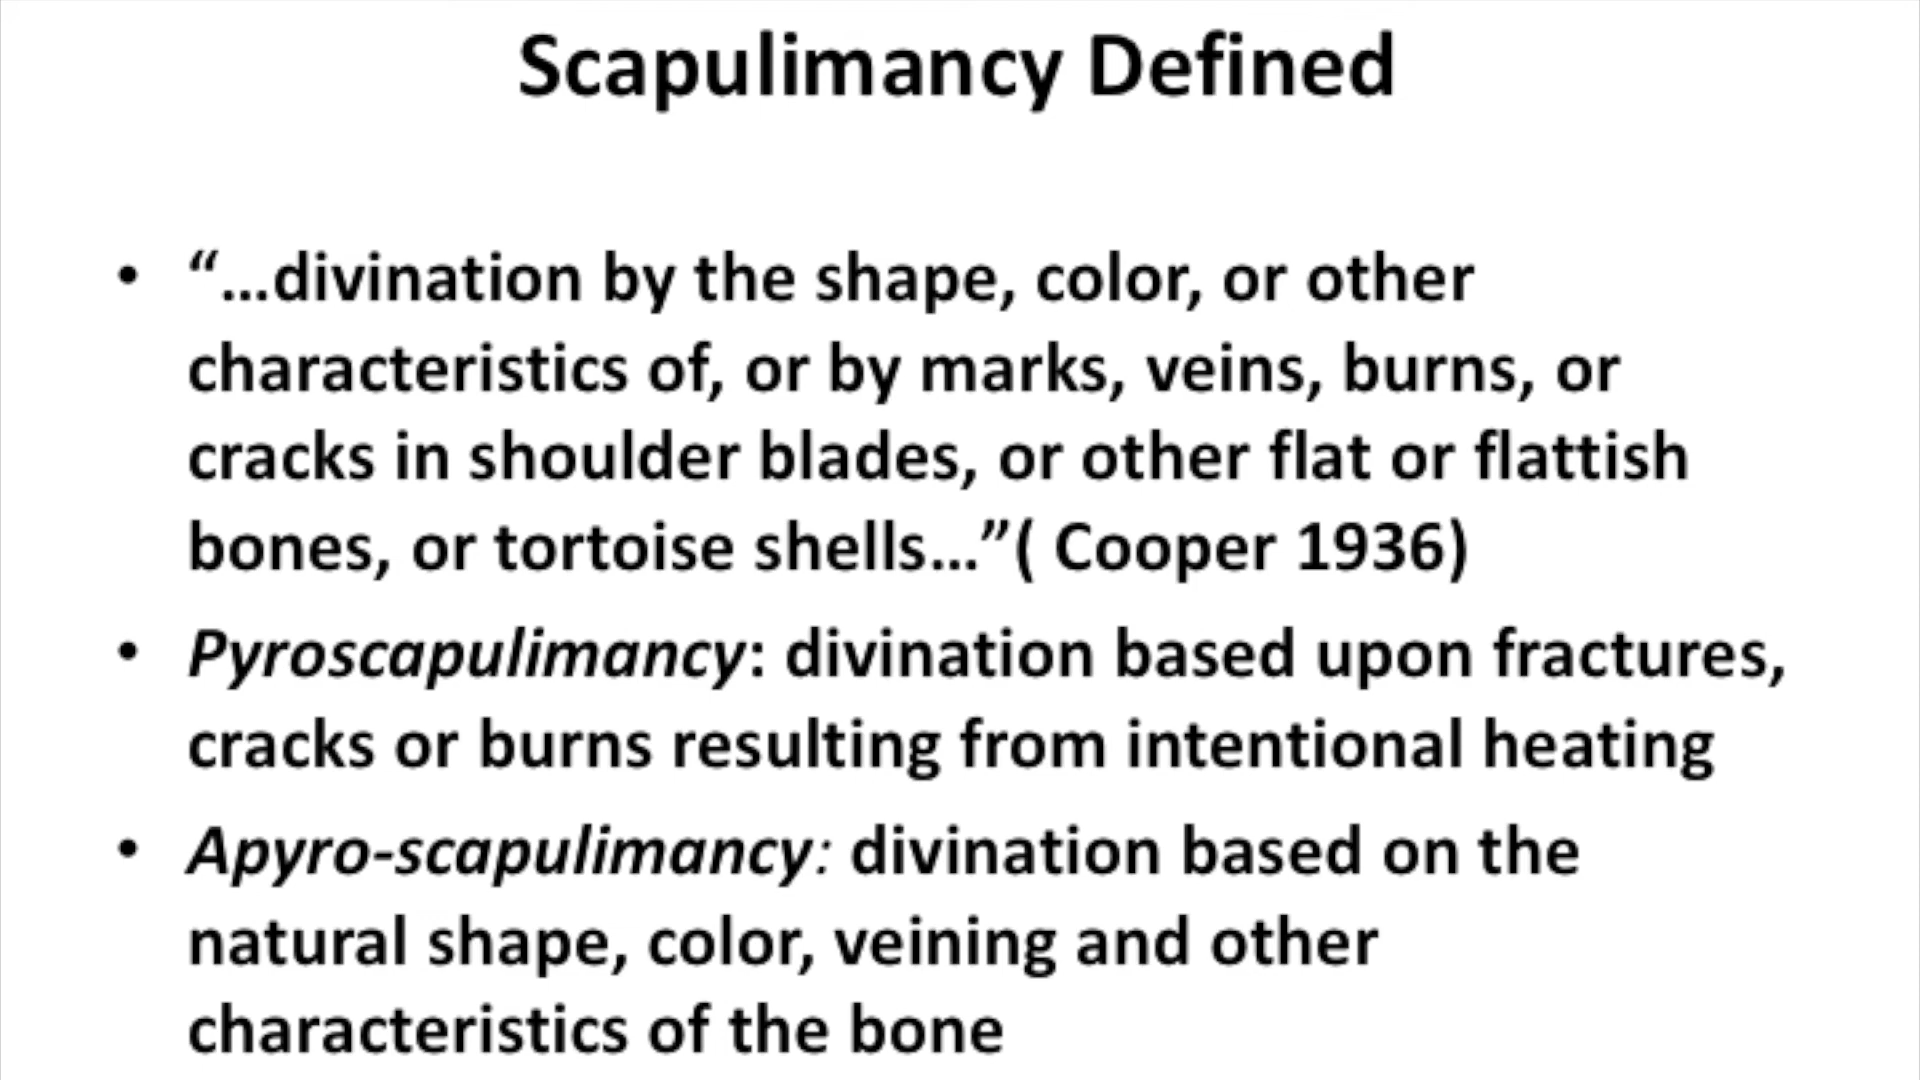 Scapulimancy Defined
• “…divination by the shape, color, or other
characteristics of, or by marks, veins, burns, or
cracks in shoulder blades, or other flat or flattish
bones, or tortoise shells…”( Cooper 1936)
• Pyroscapulimancy: divination based upon fractures,
cracks or burns resulting from intentional heating
• Apyro-scapulimancy: divination based on the
natural shape, color, veining and other
characteristics of the bone